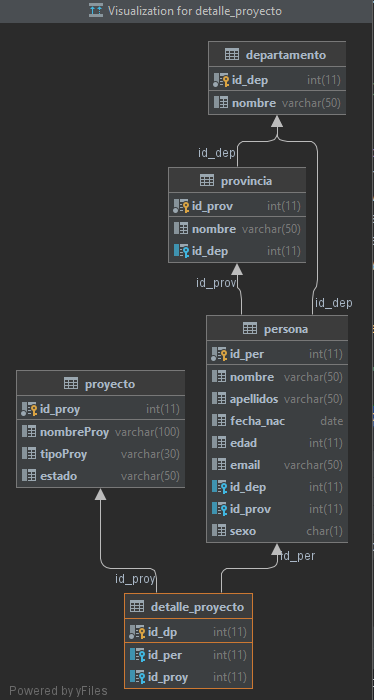 Visualization for detalle_proyecto
departamento
id_dep int(11)
nombre varchar(50)
id_dep
provincia
id_prov int(11)
nombre varchar(50)
id_dep int(11)
id_prov
id_dep
persona
id_per int(11)
nombre varchar(50)
apellidos varchar(50)
fecha_nac date
edad int(11)
email varchar(50)
id_dep int(11)
id_prov int(11)
sexo char(1)
proyecto
id_proy int(11)
nombreProy varchar(100)
tipoProy varchar(30)
estado varchar(50)
id_per
id_proy
detalle_proyecto
id_dp int(11)
id_per int(11)
id_proy int(11)
Powered by yFiles